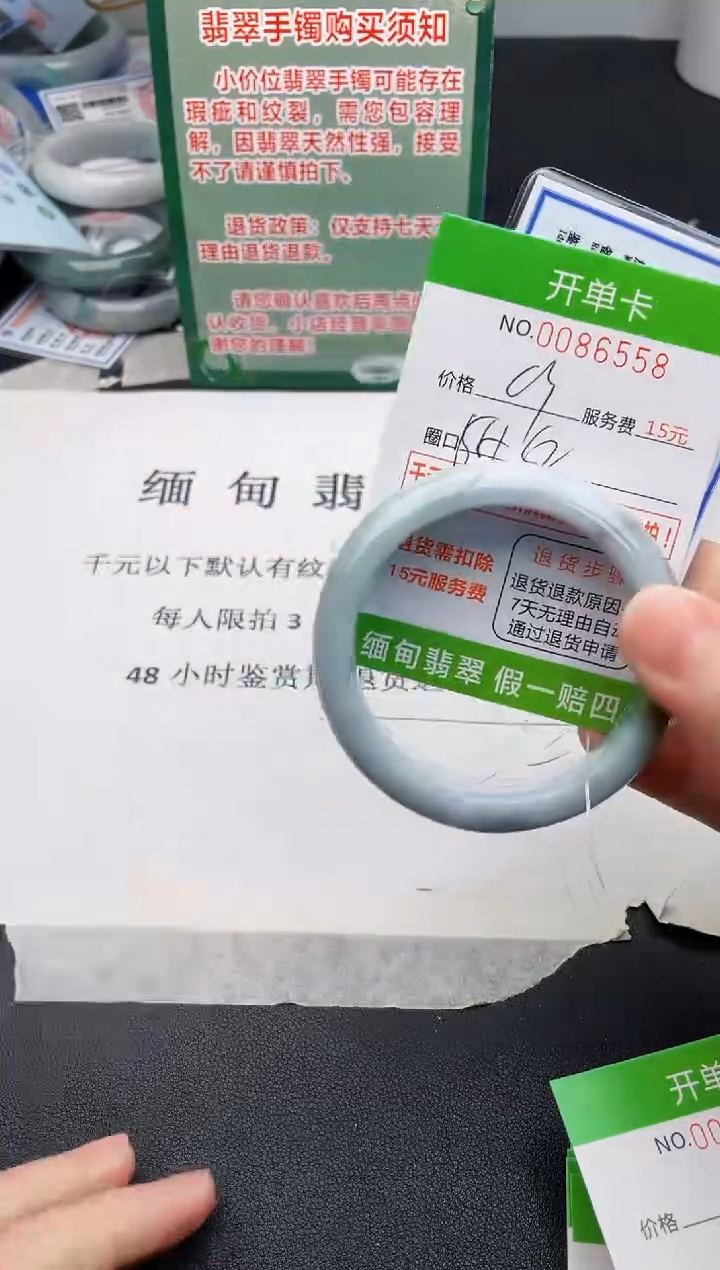 翡翠手镯购买须知
小价位翡翠手镯可能存在
瑕疵和纹裂，需您包容理
解，因翡翠天然性强，接受
不了请谨慎拍下、
退货政策：仅支持七天
理由退货退款。
请您确认喜欢后再点
认收货，小店经营
谢您的理解！
开单卡
NO.0086558
价格
服务费 15元
圈口
退货需扣除
15元服务费
退货步骤
退货退款原因
7天无理由自
通过退货申请
缅甸翡翠 假一赔四
缅甸翡
千元以下默认有纹
每人限拍 3
48 小时鉴赏 退货
开单
NO.00
价格